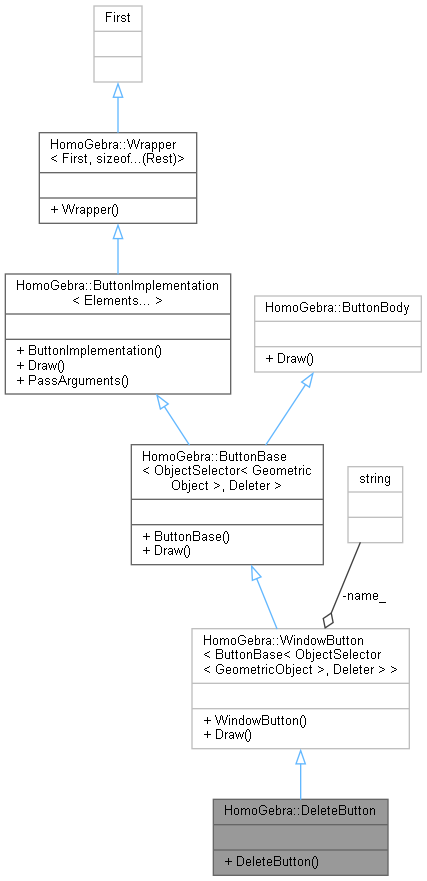 First
HomoGebra::Wrapper
< First, sizeof...(Rest)>
+ Wrapper()
HomoGebra::ButtonImplementation
< Elements... >
+ ButtonImplementation()
+ Draw()
+ PassArguments()
HomoGebra::ButtonBody
+ Draw()
HomoGebra::ButtonBase
< ObjectSelector< Geometric
Object >, Deleter >
+ ButtonBase()
+ Draw()
string
-name_
HomoGebra::WindowButton
< ButtonBase< ObjectSelector
< GeometricObject >, Deleter > >
+ WindowButton()
+ Draw()
HomoGebra::DeleteButton
+ DeleteButton()